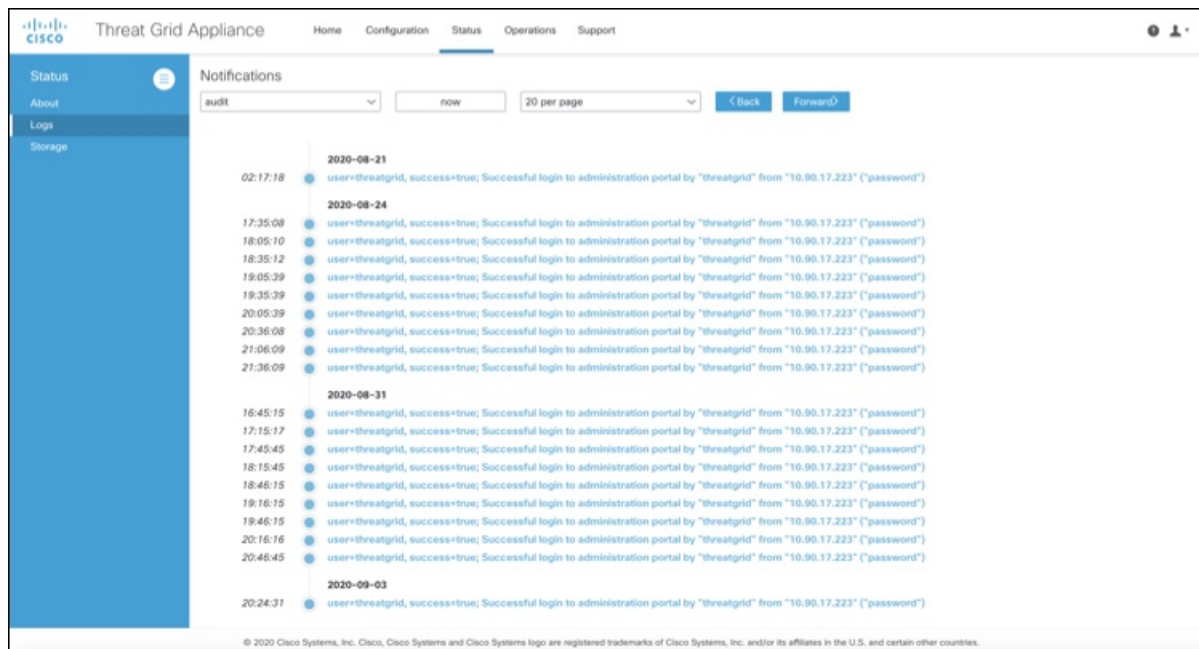 CISCO
Threat Grid Appliance
Home Configuration Status Operations Support
Status
About
Logs
Storage
Notifications
audit now 20 per page <Back Forward>
2020-08-21
02:17:18 user=threatgrid, success=true; Successful login to administration portal by "threatgrid" from "10.90.17.223" ("password")
2020-08-24
17:35:08 user=threatgrid, success=true; Successful login to administration portal by "threatgrid" from "10.90.17.223" ("password")
18:05:10 user=threatgrid, success=true; Successful login to administration portal by "threatgrid" from "10.90.17.223" ("password")
18:35:12 user=threatgrid, success=true; Successful login to administration portal by "threatgrid" from "10.90.17.223" ("password")
19:05:39 user=threatgrid, success=true; Successful login to administration portal by "threatgrid" from "10.90.17.223" ("password")
19:35:39 user=threatgrid, success=true; Successful login to administration portal by "threatgrid" from "10.90.17.223" ("password")
20:05:39 user=threatgrid, success=true; Successful login to administration portal by "threatgrid" from "10.90.17.223" ("password")
20:36:08 user=threatgrid, success=true; Successful login to administration portal by "threatgrid" from "10.90.17.223" ("password")
21:06:09 user=threatgrid, success=true; Successful login to administration portal by "threatgrid" from "10.90.17.223" ("password")
21:36:09 user=threatgrid, success=true; Successful login to administration portal by "threatgrid" from "10.90.17.223" ("password")
2020-08-31
16:45:15 user=threatgrid, success=true; Successful login to administration portal by "threatgrid" from "10.90.17.223" ("password")
17:15:17 user=threatgrid, success=true; Successful login to administration portal by "threatgrid" from "10.90.17.223" ("password")
17:45:45 user=threatgrid, success=true; Successful login to administration portal by "threatgrid" from "10.90.17.223" ("password")
18:15:45 user=threatgrid, success=true; Successful login to administration portal by "threatgrid" from "10.90.17.223" ("password")
18:46:15 user=threatgrid, success=true; Successful login to administration portal by "threatgrid" from "10.90.17.223" ("password")
19:16:15 user=threatgrid, success=true; Successful login to administration portal by "threatgrid" from "10.90.17.223" ("password")
19:46:15 user=threatgrid, success=true; Successful login to administration portal by "threatgrid" from "10.90.17.223" ("password")
20:16:16 user=threatgrid, success=true; Successful login to administration portal by "threatgrid" from "10.90.17.223" ("password")
20:46:45 user=threatgrid, success=true; Successful login to administration portal by "threatgrid" from "10.90.17.223" ("password")
2020-09-03
20:24:31 user=threatgrid, success=true; Successful login to administration portal by "threatgrid" from "10.90.17.223" ("password")
© 2020 Cisco Systems, Inc. Cisco, Cisco Systems and Cisco Systems logo are registered trademarks of Cisco Systems, Inc. and/or its affiliates in the U.S. and certain other countries.